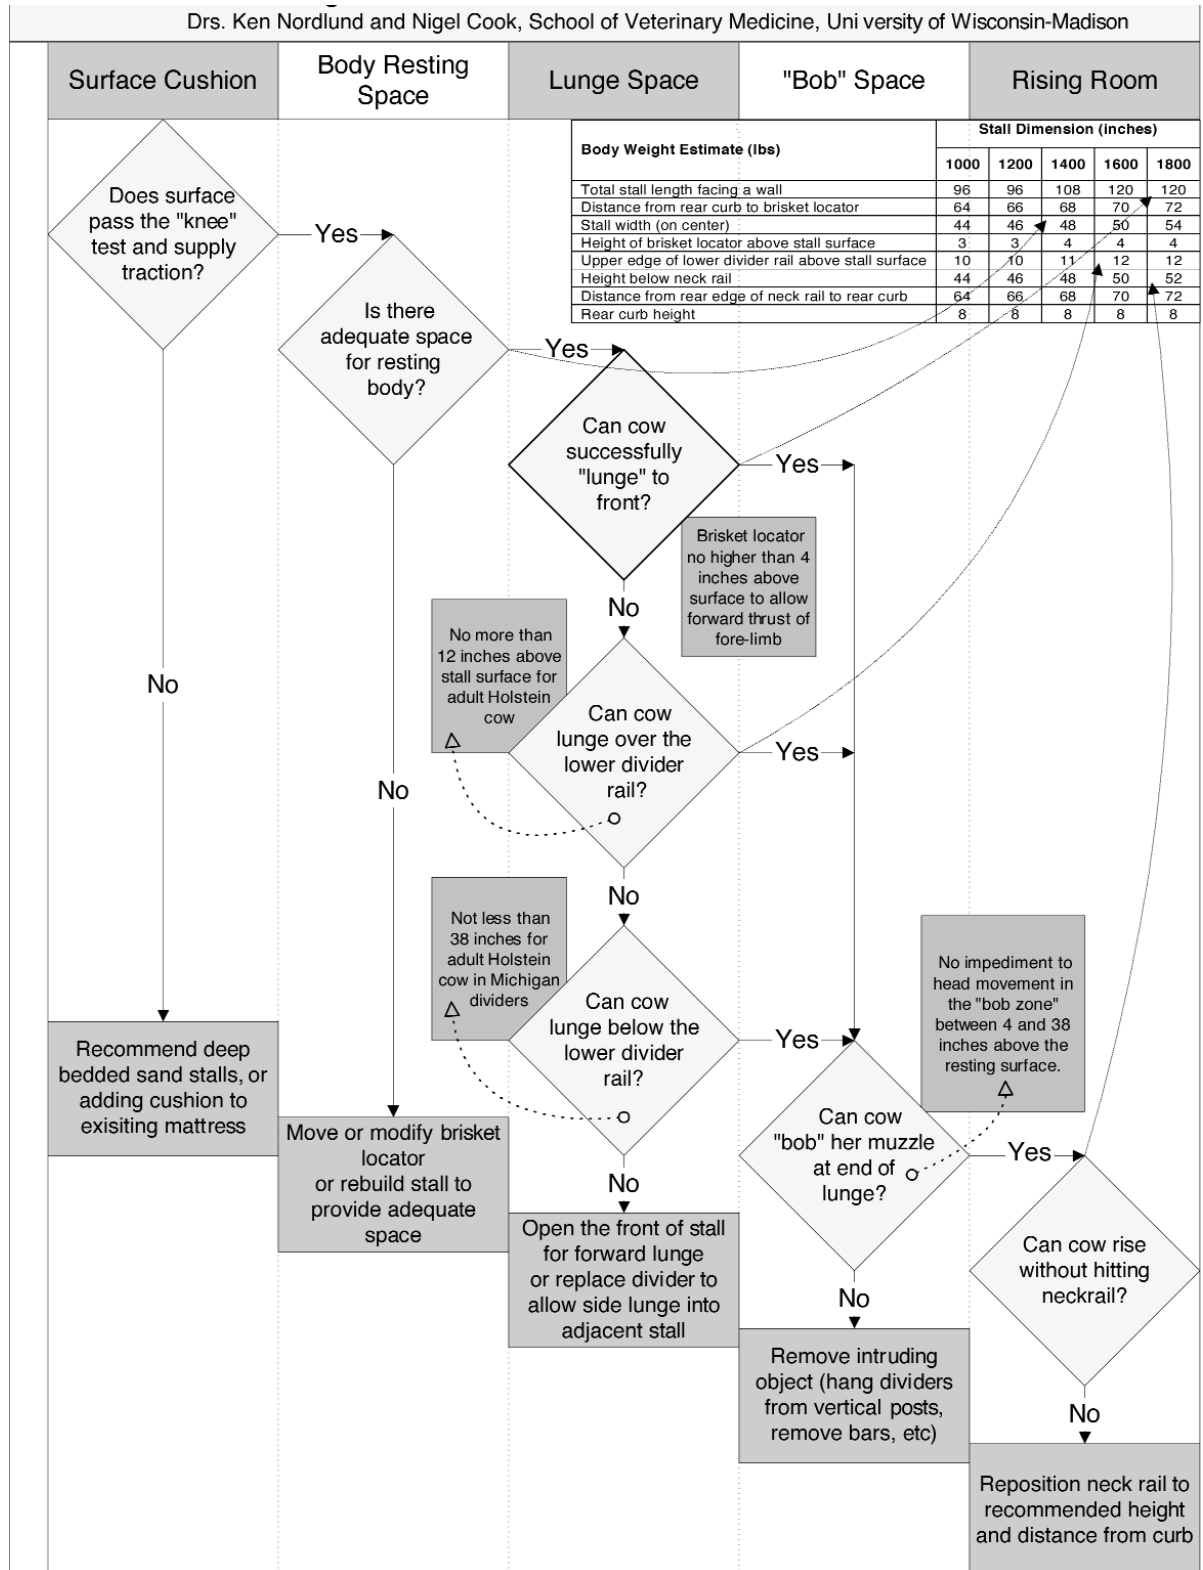 Drs. Ken Nordlund and Nigel Cook, School of Veterinary Medicine, Uni versity of Wisconsin-Madison
Surface Cushion
Body Resting
Space
Lunge Space
"Bob" Space
Rising Room
Body Weight Estimate (lbs)
Stall Dimension (inches)
1000 1200 1400 1600 1800
Total stall length facing a wall 96 96 108 120 120
Distance from rear curb to brisket locator 64 66 68 70 72
Stall width (on center) 44 46 48 50 54
Height of brisket locator above stall surface 3 3 4 4 4
Upper edge of lower divider rail above stall surface 10 10 11 12 12
Height below neck rail 44 46 48 50 52
Distance from rear edge of neck rail to rear curb 64 66 68 70 72
Rear curb height 8 8 8 8 8
Does surface
pass the "knee"
test and supply
traction?
Yes
No
Recommend deep
bedded sand stalls, or
adding cushion to
exisiting mattress
Is there
adequate space
for resting
body?
Yes
No
Move or modify brisket
locator
or rebuild stall to
provide adequate
space
Can cow
successfully
"lunge" to
front?
Yes
No
Brisket locator
no higher than 4
inches above
surface to allow
forward thrust of
fore-limb
No more than
12 inches above
stall surface for
adult Holstein
cow
Can cow
lunge over the
lower divider
rail?
Yes
No
Not less than
38 inches for
adult Holstein
cow in Michigan
dividers
Can cow
lunge below the
lower divider
rail?
Yes
No
Open the front of stall
for forward lunge
or replace divider to
allow side lunge into
adjacent stall
No impediment to
head movement in
the "bob zone"
between 4 and 38
inches above the
resting surface.
Can cow
"bob" her muzzle
at end of
lunge?
Yes
No
Remove intruding
object (hang dividers
from vertical posts,
remove bars, etc)
Can cow rise
without hitting
neckrail?
No
Reposition neck rail to
recommended height
and distance from curb